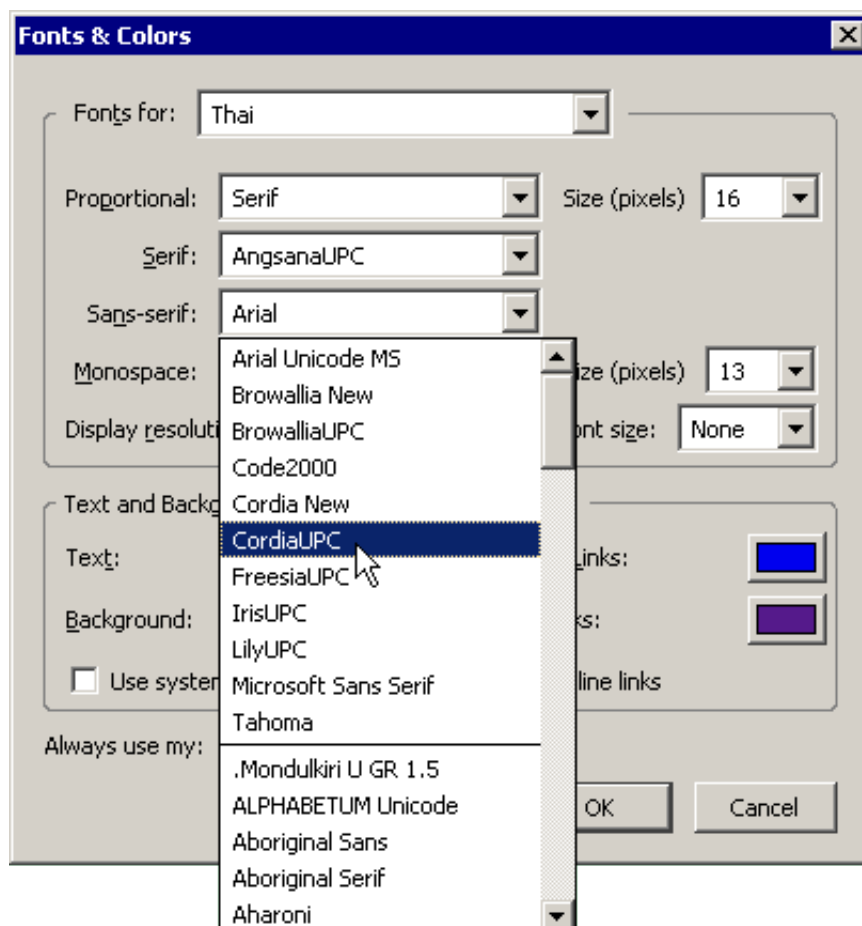 Fonts & Colors
Fonts for: Thai
Proportional: Serif Size (pixels) 16
Serif: AngsanaUPC
Sans-serif: Arial
Arial Unicode MS
Monospace: ize (pixels) 13
Browallia New
Display resoluti BrowalliaUPC ont size: None
Code2000
Text and Backg Cordia New
CordiaUPC
Text: inks:
FreesiaUPC
Background: IrisUPC ks:
LilyUPC
Use syster Microsoft Sans Serif line links
Tahoma
Always use my:
.Mondulkiri U GR 1.5
ALPHABETUM Unicode OK Cancel
Aboriginal Sans
Aboriginal Serif
Aharoni